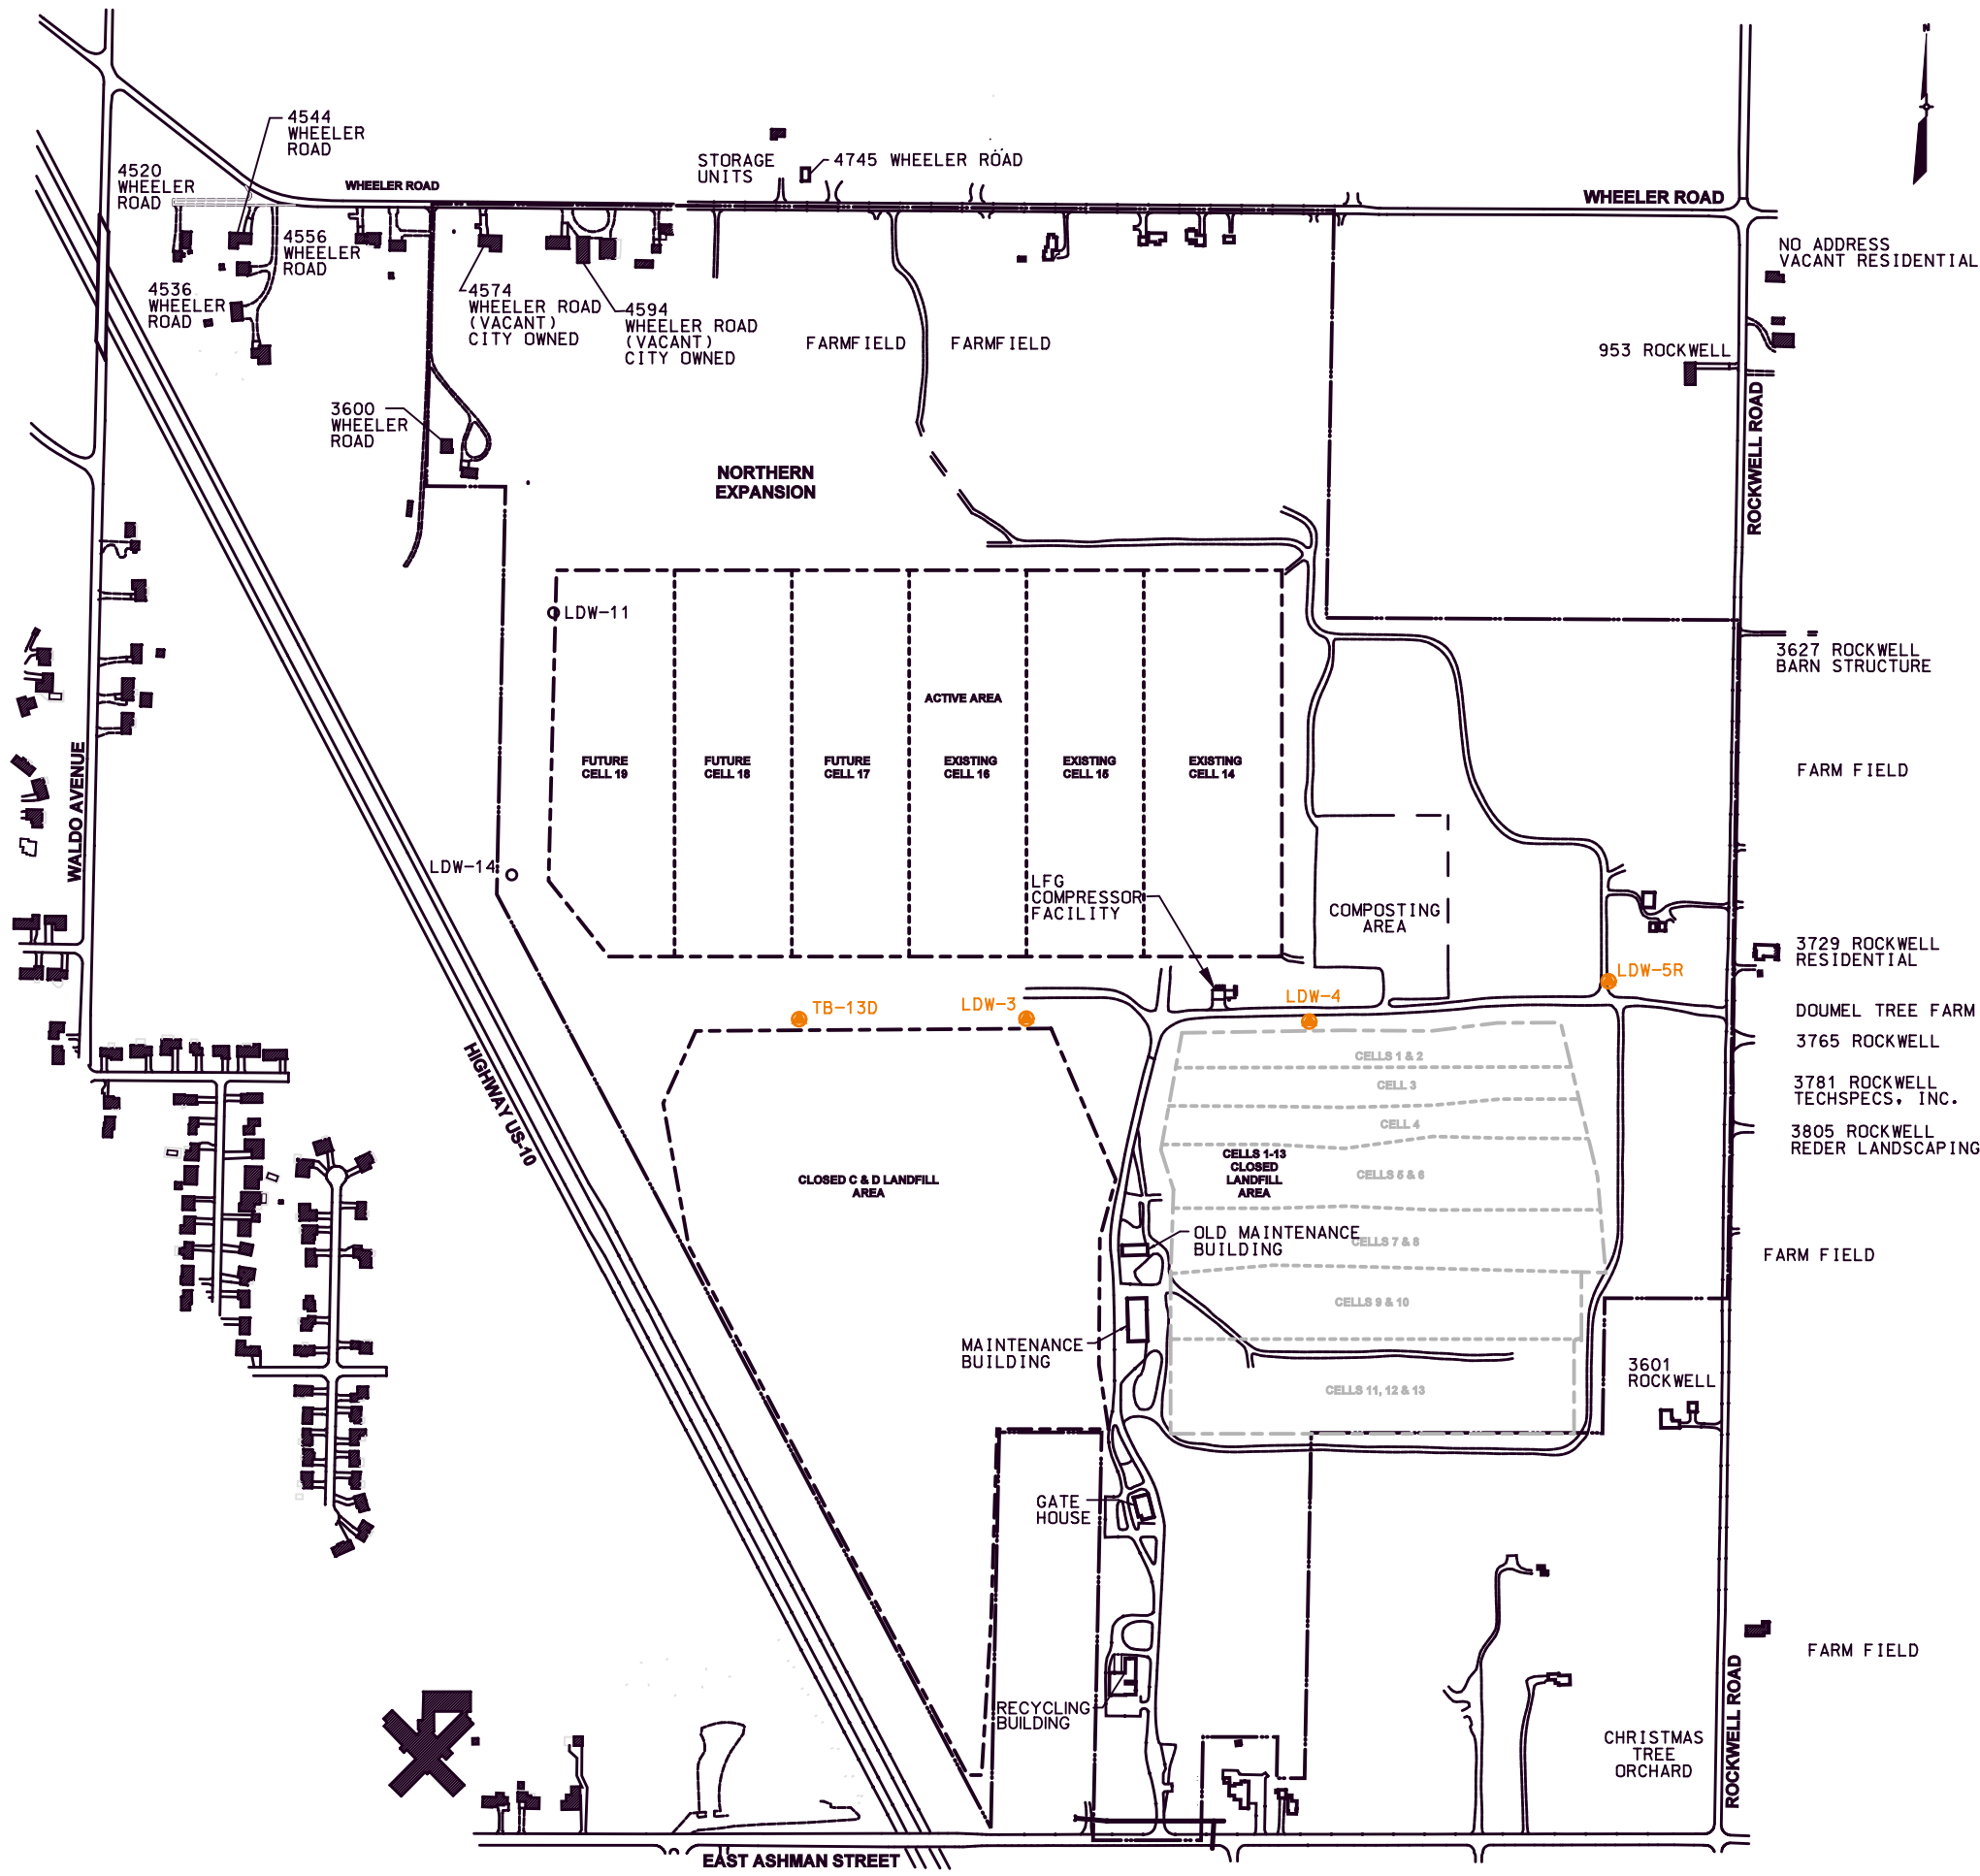 N
4544
WHEELER
ROAD
4520
WHEELER
ROAD
WHEELER ROAD
STORAGE
UNITS
4745 WHEELER ROAD
WHEELER ROAD
4556
WHEELER
ROAD
4536
WHEELER
ROAD
4574
WHEELER ROAD
(VACANT)
CITY OWNED
4594
WHEELER ROAD
(VACANT)
CITY OWNED
FARMFIELD
FARMFIELD
NO ADDRESS
VACANT RESIDENTIAL
953 ROCKWELL
ROCKWELL ROAD
3600
WHEELER
ROAD
NORTHERN
EXPANSION
LDW-11
3627 ROCKWELL
BARN STRUCTURE
ACTIVE AREA
FUTURE
CELL 19
FUTURE
CELL 18
FUTURE
CELL 17
EXISTING
CELL 16
EXISTING
CELL 15
EXISTING
CELL 14
FARM FIELD
WALDO AVENUE
LDW-14
LFG
COMPRESSOR
FACILITY
COMPOSTING
AREA
3729 ROCKWELL
RESIDENTIAL
LDW-5R
TB-13D
LDW-3
LDW-4
DOUMEL TREE FARM
3765 ROCKWELL
HIGHWAY US-10
CELLS 1 & 2
CELL 3
CELL 4
3781 ROCKWELL
TECHSPECS, INC.
3805 ROCKWELL
REDER LANDSCAPING
CLOSED C & D LANDFILL
AREA
CELLS 1-13
CLOSED
LANDFILL
AREA
CELLS 5 & 6
OLD MAINTENANCE
BUILDING
CELLS 7 & 8
FARM FIELD
CELLS 9 & 10
MAINTENANCE
BUILDING
3601
ROCKWELL
CELLS 11, 12 & 13
GATE
HOUSE
FARM FIELD
RECYCLING
BUILDING
ROCKWELL ROAD
CHRISTMAS
TREE
ORCHARD
EAST ASHMAN STREET